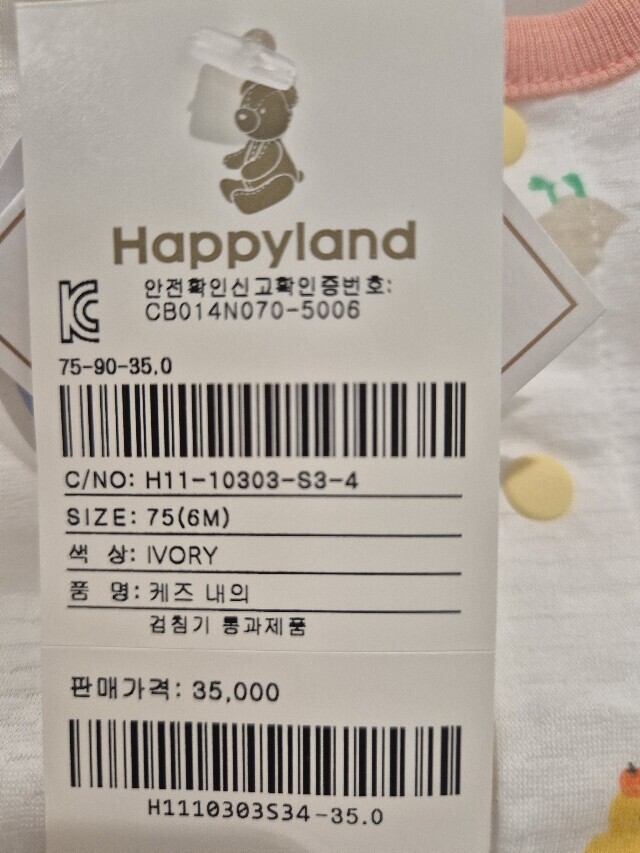 Happyland
안전확인신고확인증번호:
CB014N070-5006
75-90-35.0
C/NO: H11-10303-S3-4
SIZE: 75(6M)
색 상: IVORY
품 명: 케즈 내의
검침기 통과제품
판매가격: 35,000
H1110303S34-35.0